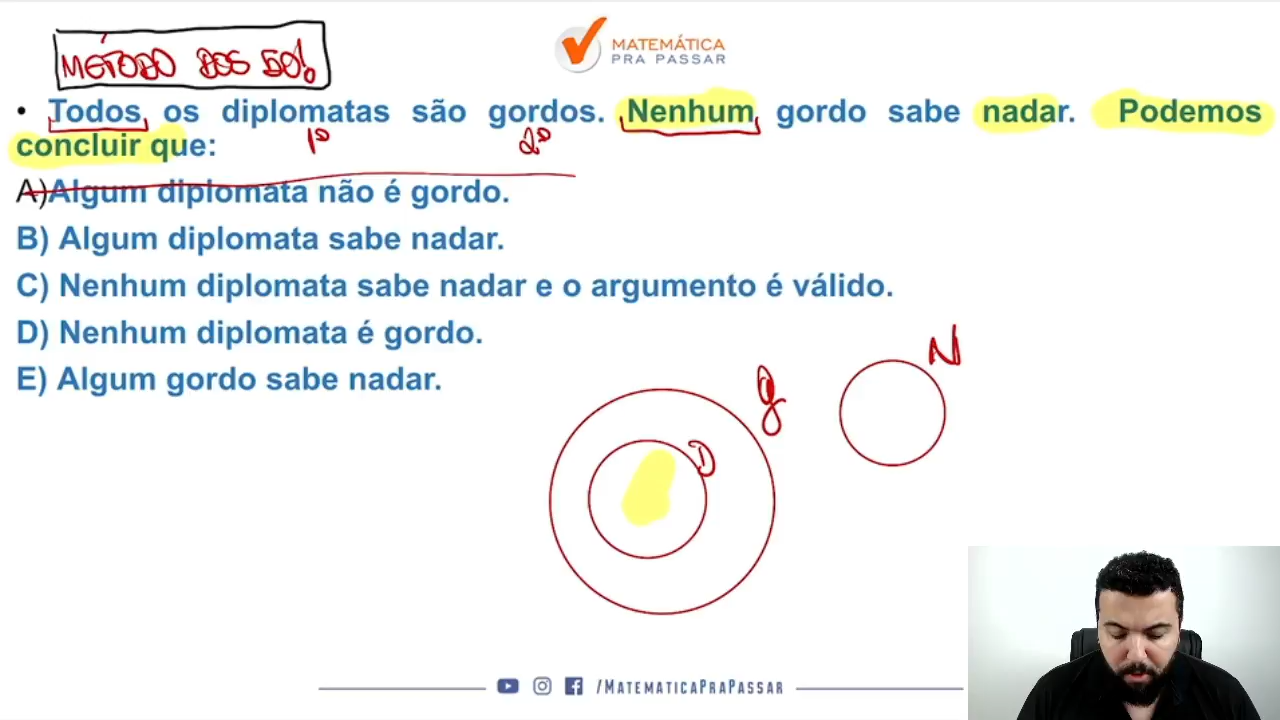 MÉTODO DOS 50!
MATEMÁTICA
PRA PASSAR
• Todos os diplomatas são gordos. Nenhum gordo sabe nadar. Podemos
concluir que:
1º 2º
A)Algum diplomata não é gordo.
B) Algum diplomata sabe nadar.
C) Nenhum diplomata sabe nadar e o argumento é válido.
D) Nenhum diplomata é gordo.
E) Algum gordo sabe nadar.
N
g
D
/MATEMATICAPRAPASSAR